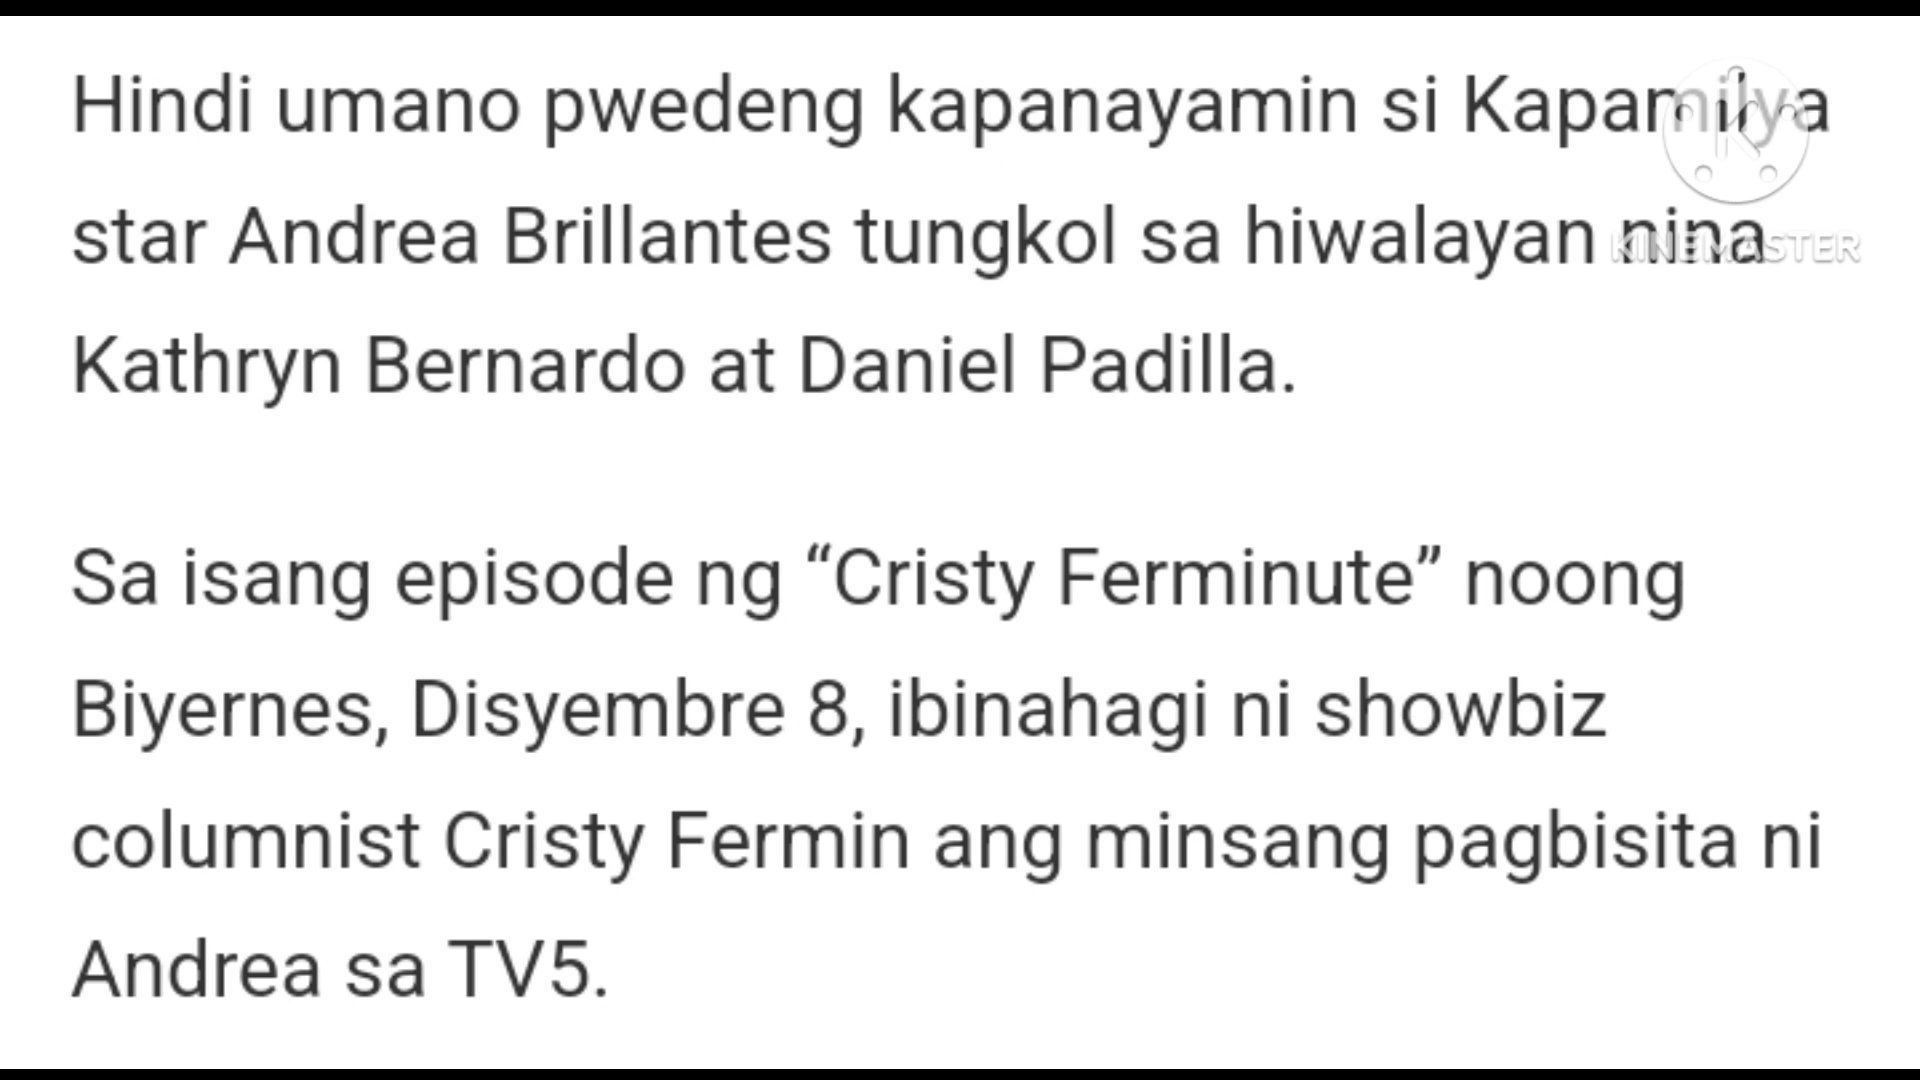 Hindi umano pwedeng kapanayamin si Kapamilya
star Andrea Brillantes tungkol sa hiwalayan nina
Kathryn Bernardo at Daniel Padilla.
Sa isang episode ng “Cristy Ferminute” noong
Biyernes, Disyembre 8, ibinahagi ni showbiz
columnist Cristy Fermin ang minsang pagbisita ni
Andrea sa TV5.
K
KINEMASTER